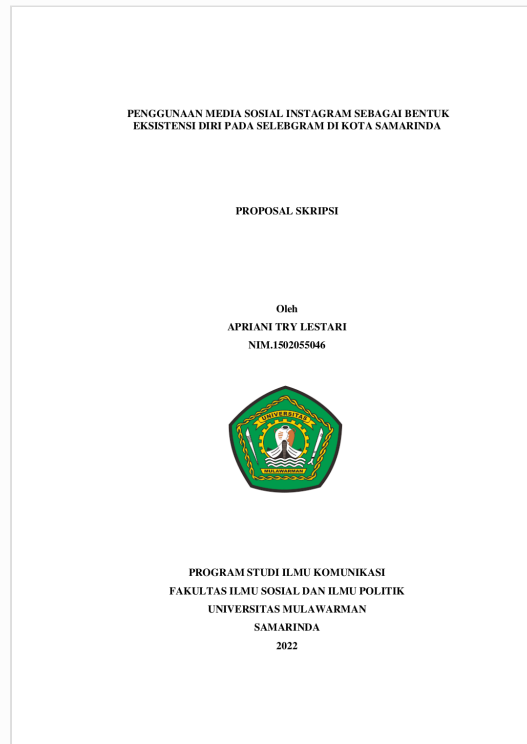 PENGGUNAAN MEDIA SOSIAL INSTAGRAM SEBAGAI BENTUK
EKSISTENSI DIRI PADA SELEBGRAM DI KOTA SAMARINDA
PROPOSAL SKRIPSI
Oleh
APRIANI TRY LESTARI
NIM.1502055046
UNIVERSITAS
MULAWARMAN
PROGRAM STUDI ILMU KOMUNIKASI
FAKULTAS ILMU SOSIAL DAN ILMU POLITIK
UNIVERSITAS MULAWARMAN
SAMARINDA
2022